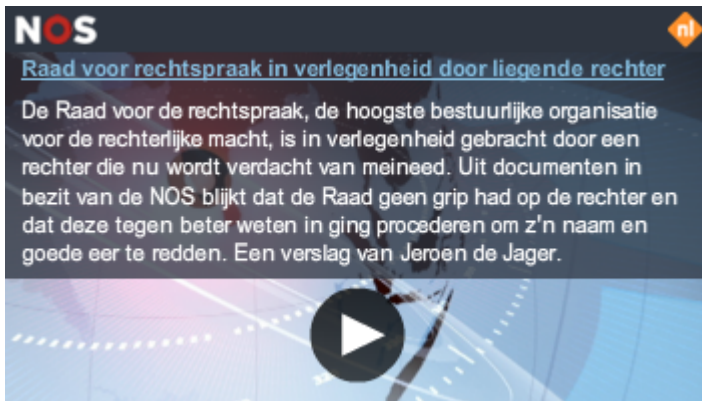 NOS
nl
Raad voor rechtspraak in verlegenheid door liegende rechter
De Raad voor de rechtspraak, de hoogste bestuurlijke organisatie
voor de rechterlijke macht, is in verlegenheid gebracht door een
rechter die nu wordt verdacht van meineed. Uit documenten in
bezit van de NOS blijkt dat de Raad geen grip had op de rechter en
dat deze tegen beter weten in ging procederen om z'n naam en
goede eer te redden. Een verslag van Jeroen de Jager.